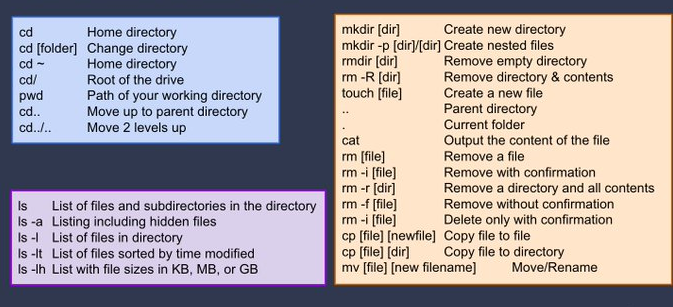 cd Home directory
cd [folder] Change directory
cd ~ Home directory
cd/ Root of the drive
pwd Path of your working directory
cd.. Move up to parent directory
cd../.. Move 2 levels up
ls List of files and subdirectories in the directory
ls -a Listing including hidden files
ls -l List of files in directory
ls -lt List of files sorted by time modified
ls -lh List with file sizes in KB, MB, or GB
mkdir [dir] Create new directory
mkdir -p [dir]/[dir] Create nested files
rmdir [dir] Remove empty directory
rm -R [dir] Remove directory & contents
touch [file] Create a new file
.. Parent directory
. Current folder
cat Output the content of the file
rm [file] Remove a file
rm -i [file] Remove with confirmation
rm -r [dir] Remove a directory and all contents
rm -f [file] Remove without confirmation
rm -i [file] Delete only with confirmation
cp [file] [newfile] Copy file to file
cp [file] [dir] Copy file to directory
mv [file] [new filename] Move/Rename